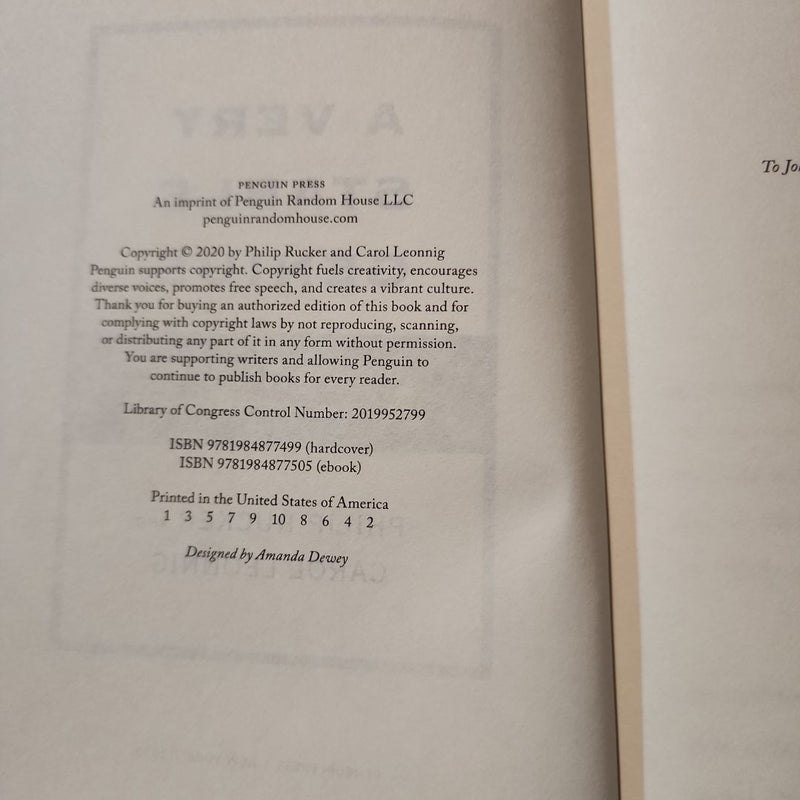 PENGUIN PRESS
An imprint of Penguin Random House LLC
penguinrandomhouse.com
Copyright © 2020 by Philip Rucker and Carol Leonnig
Penguin supports copyright. Copyright fuels creativity, encourages
diverse voices, promotes free speech, and creates a vibrant culture.
Thank you for buying an authorized edition of this book and for
complying with copyright laws by not reproducing, scanning,
or distributing any part of it in any form without permission.
You are supporting writers and allowing Penguin to
continue to publish books for every reader.
Library of Congress Control Number: 2019952799
ISBN 9781984877499 (hardcover)
ISBN 9781984877505 (ebook)
Printed in the United States of America
1 3 5 7 9 10 8 6 4 2
Designed by Amanda Dewey
To